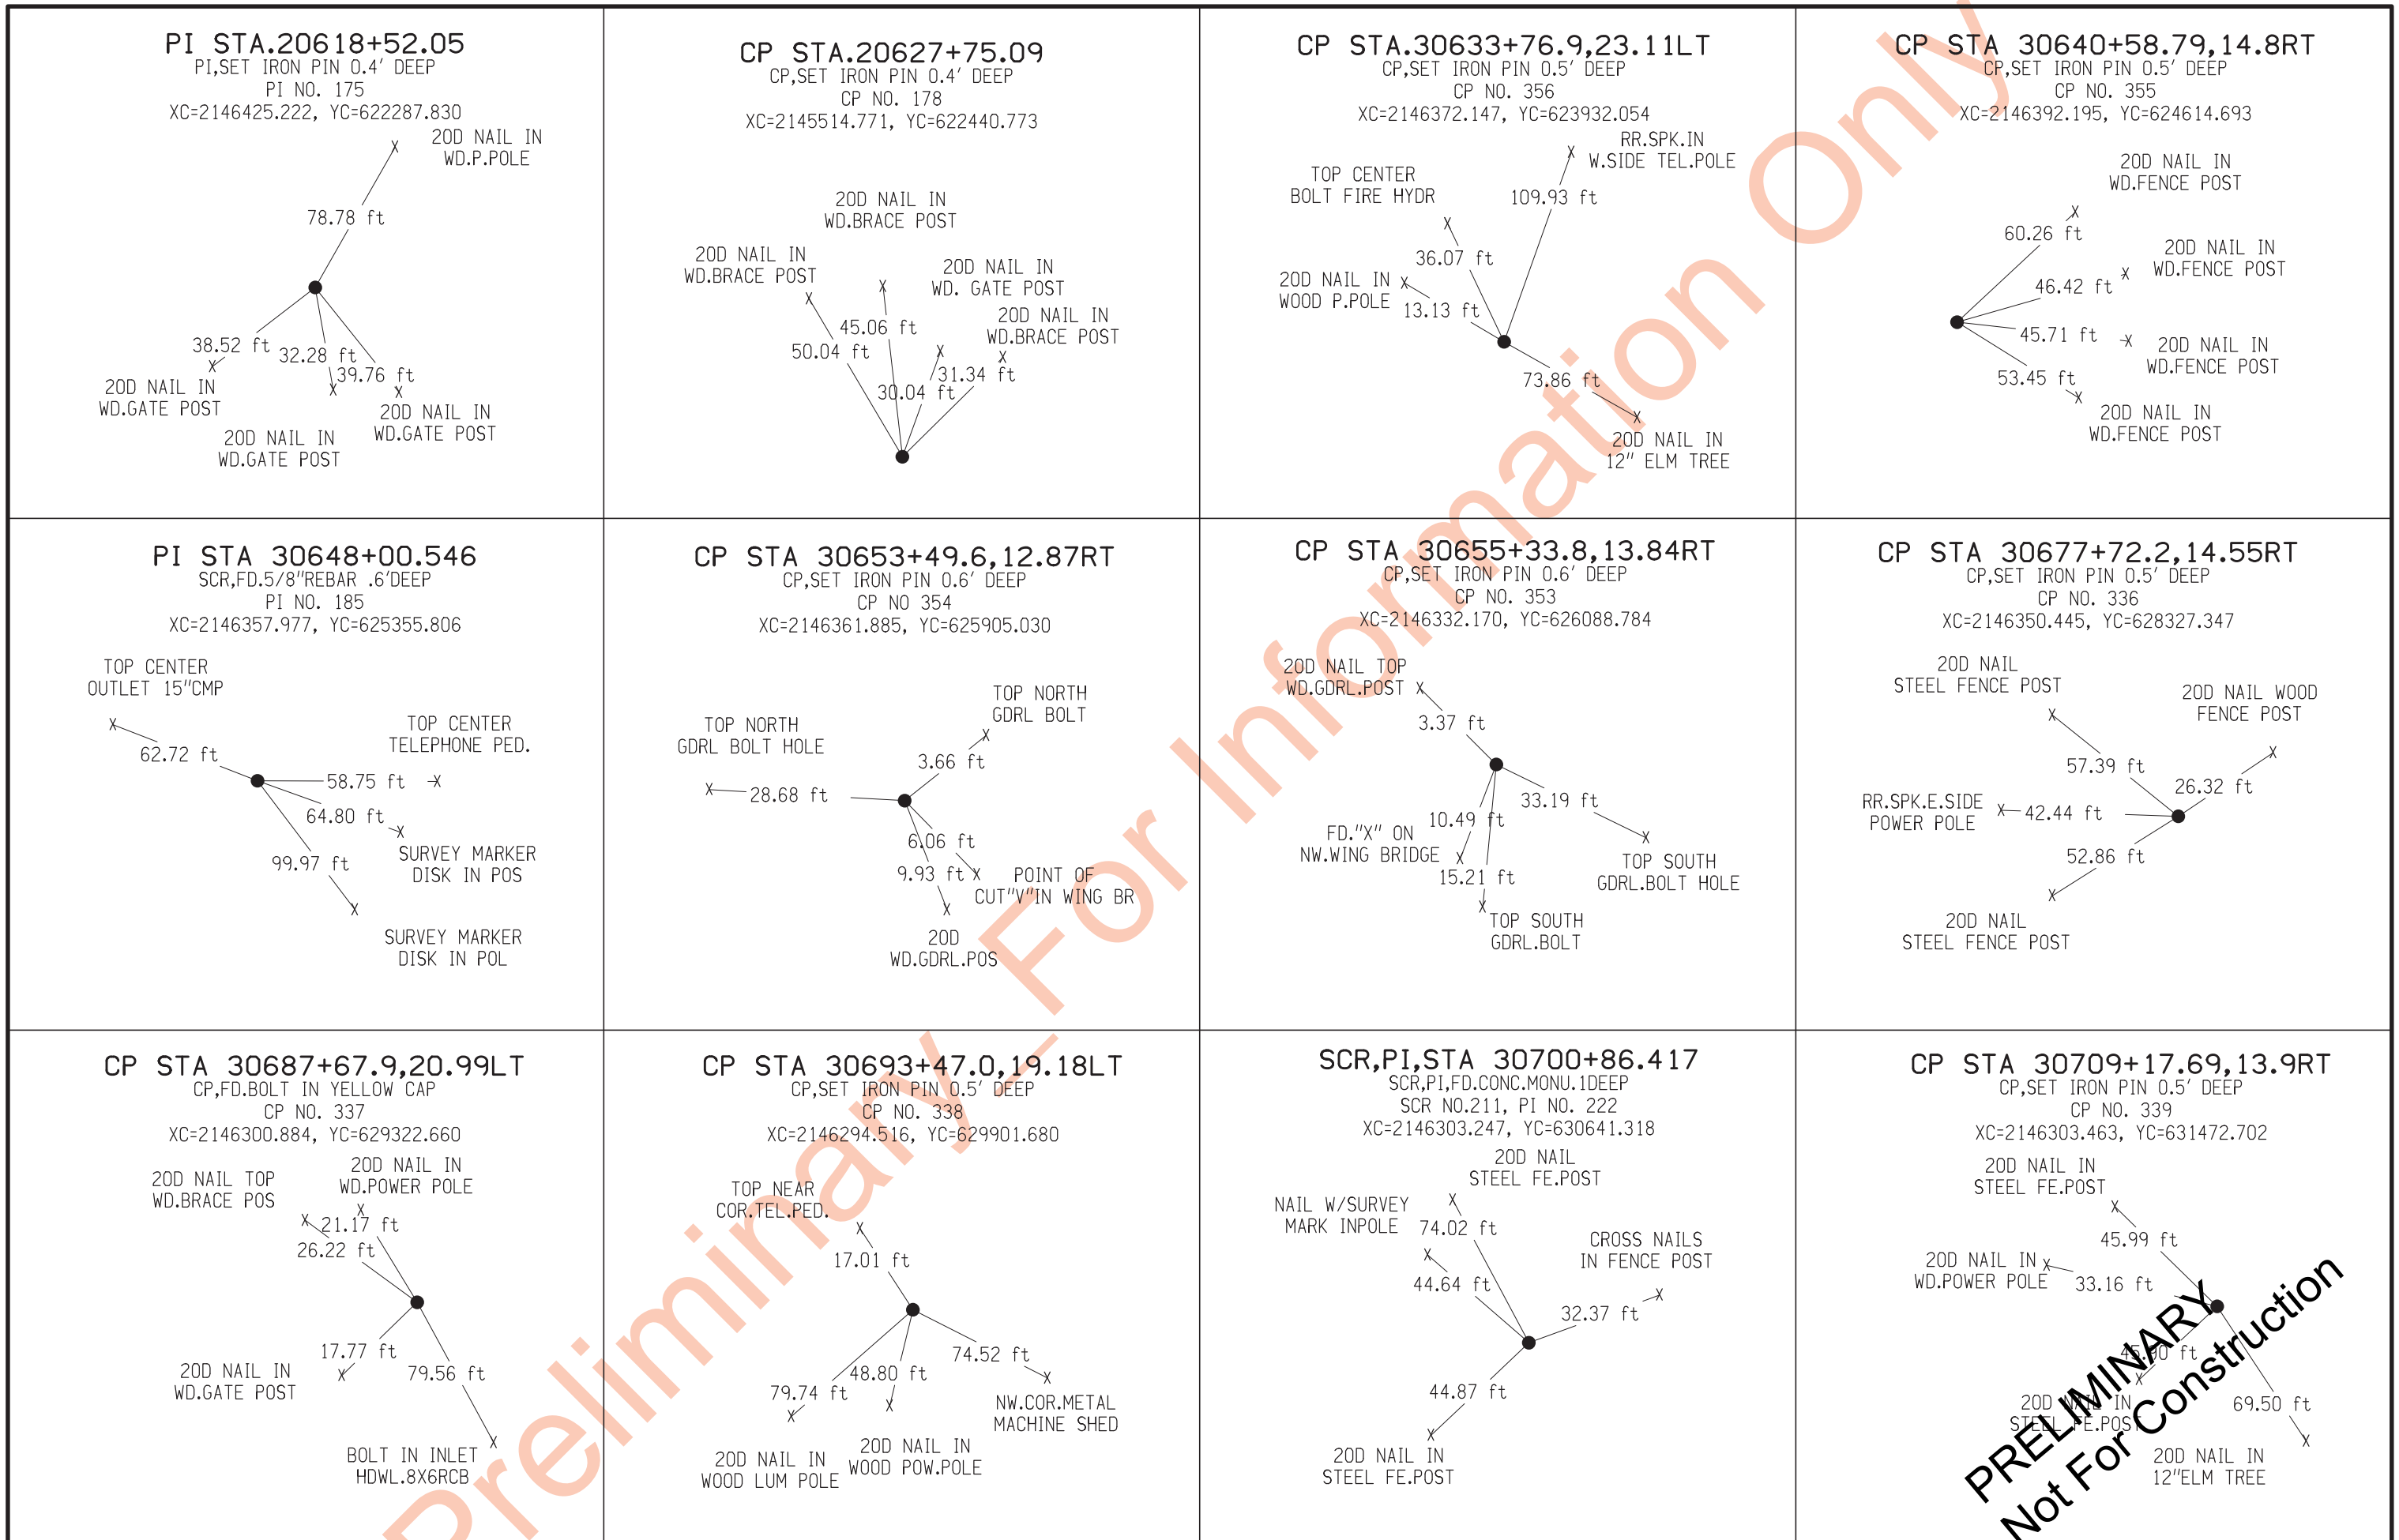 PI STA.20618+52.05
PI,SET IRON PIN 0.4' DEEP
PI NO. 175
XC=2146425.222, YC=622287.830
20D NAIL IN
WD.P.POLE
78.78 ft
38.52 ft
32.28 ft
39.76 ft
20D NAIL IN
WD.GATE POST
20D NAIL IN
WD.GATE POST
20D NAIL IN
WD.GATE POST
CP STA.20627+75.09
CP,SET IRON PIN 0.4' DEEP
CP NO. 178
XC=2145514.771, YC=622440.773
20D NAIL IN
WD.BRACE POST
20D NAIL IN
WD.BRACE POST
20D NAIL IN
WD. GATE POST
20D NAIL IN
WD.BRACE POST
45.06 ft
50.04 ft
31.34 ft
30.04 ft
CP STA.30633+76.9,23.11LT
CP,SET IRON PIN 0.5' DEEP
CP NO. 356
XC=2146372.147, YC=623932.054
RR.SPK.IN
W.SIDE TEL.POLE
TOP CENTER
BOLT FIRE HYDR
109.93 ft
36.07 ft
20D NAIL IN
WOOD P.POLE
13.13 ft
73.86 ft
20D NAIL IN
12" ELM TREE
CP STA 30640+58.79,14.8RT
CP,SET IRON PIN 0.5' DEEP
CP NO. 355
XC=2146392.195, YC=624614.693
20D NAIL IN
WD.FENCE POST
60.26 ft
20D NAIL IN
WD.FENCE POST
46.42 ft
45.71 ft
20D NAIL IN
WD.FENCE POST
53.45 ft
20D NAIL IN
WD.FENCE POST
PI STA 30648+00.546
SCR,FD.5/8"REBAR .6'DEEP
PI NO. 185
XC=2146357.977, YC=625355.806
TOP CENTER
OUTLET 15"CMP
TOP CENTER
TELEPHONE PED.
62.72 ft
58.75 ft
64.80 ft
SURVEY MARKER
DISK IN POS
99.97 ft
SURVEY MARKER
DISK IN POL
CP STA 30653+49.6,12.87RT
CP,SET IRON PIN 0.6' DEEP
CP NO 354
XC=2146361.885, YC=625905.030
TOP NORTH
GDRL BOLT
TOP NORTH
GDRL BOLT HOLE
3.66 ft
28.68 ft
6.06 ft
9.93 ft
POINT OF
CUT"V"IN WING BR
20D
WD.GDRL.POS
CP STA 30655+33.8,13.84RT
CP,SET IRON PIN 0.6' DEEP
CP NO. 353
XC=2146332.170, YC=626088.784
20D NAIL TOP
WD.GDRL.POST
3.37 ft
33.19 ft
10.49 ft
FD."X" ON
NW.WING BRIDGE
15.21 ft
TOP SOUTH
GDRL.BOLT HOLE
TOP SOUTH
GDRL.BOLT
CP STA 30677+72.2,14.55RT
CP,SET IRON PIN 0.5' DEEP
CP NO. 336
XC=2146350.445, YC=628327.347
20D NAIL
STEEL FENCE POST
20D NAIL WOOD
FENCE POST
57.39 ft
26.32 ft
RR.SPK.E.SIDE
POWER POLE
42.44 ft
52.86 ft
20D NAIL
STEEL FENCE POST
CP STA 30687+67.9,20.99LT
CP,FD.BOLT IN YELLOW CAP
CP NO. 337
XC=2146300.884, YC=629322.660
20D NAIL TOP
WD.BRACE POS
20D NAIL IN
WD.POWER POLE
21.17 ft
26.22 ft
17.77 ft
79.56 ft
20D NAIL IN
WD.GATE POST
BOLT IN INLET
HDWL.8X6RCB
CP STA 30693+47.0,19.18LT
CP,SET IRON PIN 0.5' DEEP
CP NO. 338
XC=2146294.516, YC=629901.680
TOP NEAR
COR.TEL.PED.
17.01 ft
74.52 ft
48.80 ft
79.74 ft
NW.COR.METAL
MACHINE SHED
20D NAIL IN
WOOD LUM POLE
20D NAIL IN
WOOD POW.POLE
SCR,PI,STA 30700+86.417
SCR,PI,FD.CONC.MONU.1DEEP
SCR NO.211, PI NO. 222
XC=2146303.247, YC=630641.318
20D NAIL
STEEL FE.POST
NAIL W/SURVEY
MARK INPOLE
74.02 ft
CROSS NAILS
IN FENCE POST
44.64 ft
32.37 ft
44.87 ft
20D NAIL IN
STEEL FE.POST
CP STA 30709+17.69,13.9RT
CP,SET IRON PIN 0.5' DEEP
CP NO. 339
XC=2146303.463, YC=631472.702
20D NAIL IN
STEEL FE.POST
45.99 ft
20D NAIL IN
WD.POWER POLE
33.16 ft
45.90 ft
20D NAIL IN
STEEL FE.POST
69.50 ft
20D NAIL IN
12"ELM TREE
PRELIMINARY
Not For Construction
Preliminary_For Information Only